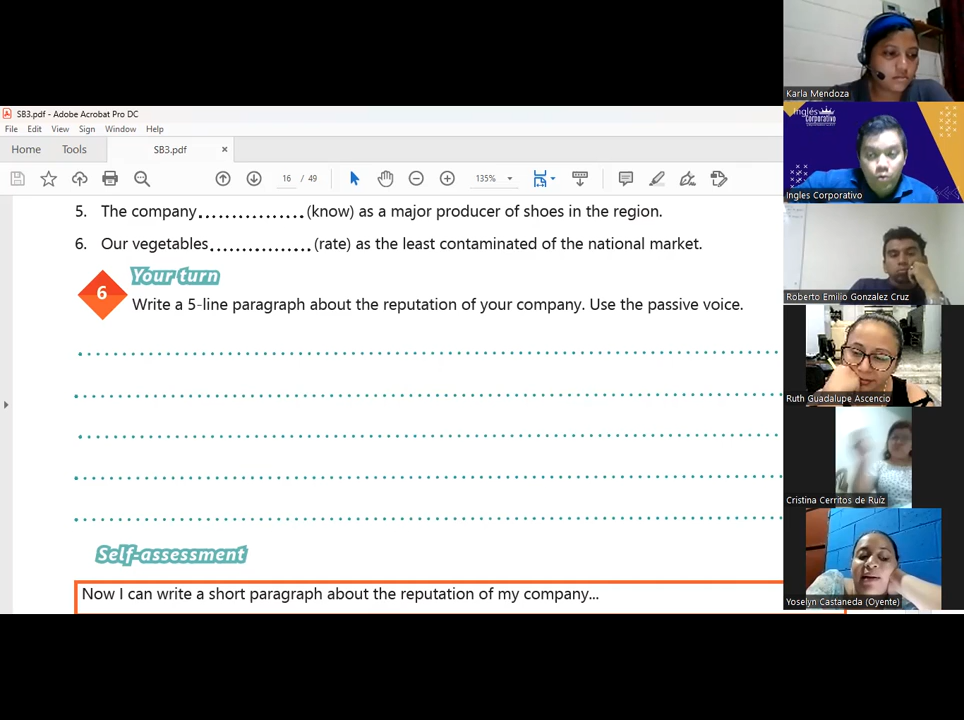 SB3.pdf - Adobe Acrobat Pro DC
File Edit View Sign Window Help
Home Tools SB3.pdf ×
16 / 49 135%
5. The company................(know) as a major producer of shoes in the region.
6. Our vegetables................(rate) as the least contaminated of the national market.
6 Your turn
Write a 5-line paragraph about the reputation of your company. Use the passive voice.
Self-assessment
Now I can write a short paragraph about the reputation of my company...
Karla Mendoza
Inglés
Corporativo
Ingles Corporativo
Roberto Emilio Gonzalez Cruz
Ruth Guadalupe Ascencio
Cristina Cerritos de Ruíz
Yoselyn Castaneda (Oyente)